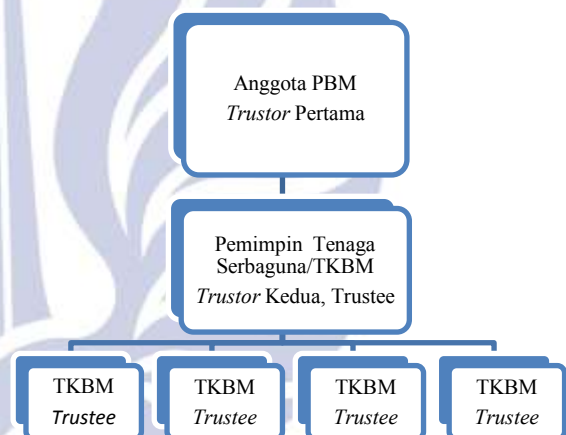 Anggota PBM
Trustor Pertama
Pemimpin Tenaga
Serbaguna/TKBM
Trustor Kedua, Trustee
TKBM
Trustee
TKBM
Trustee
TKBM
Trustee
TKBM
Trustee